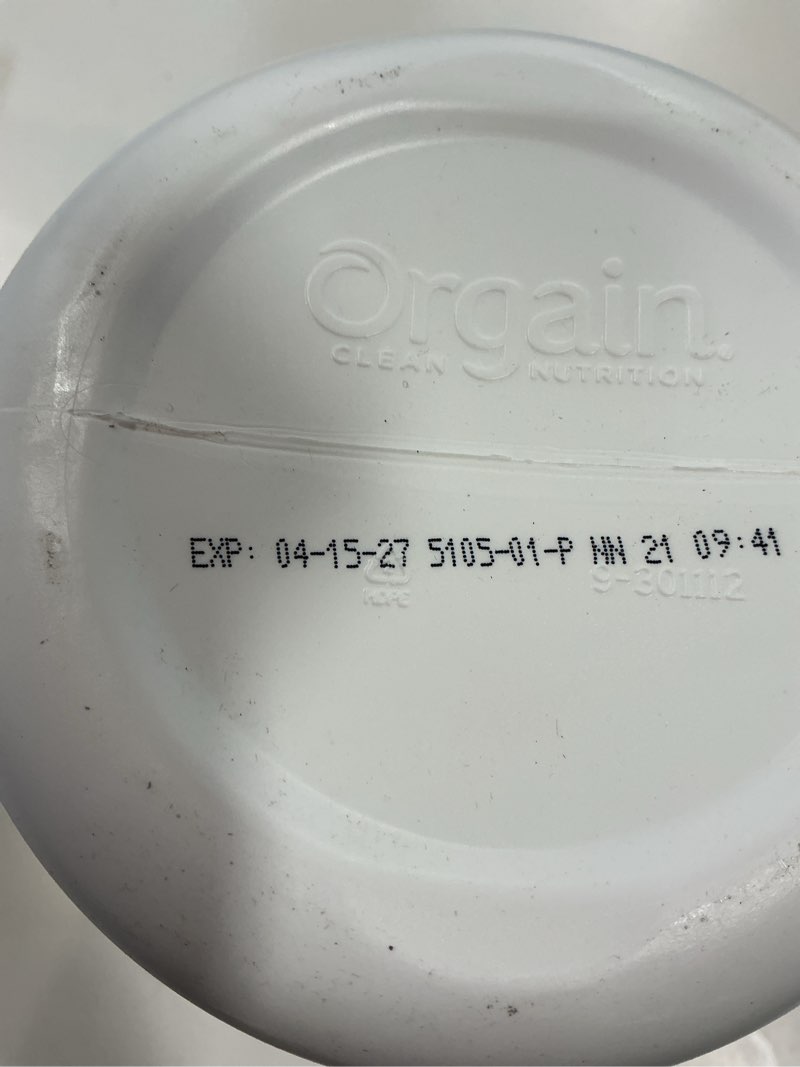 Orgain.
CLEAN NUTRITION
EXP: 04-15-27 5105-01-P NN 21 09:41
HDPE
9-301112